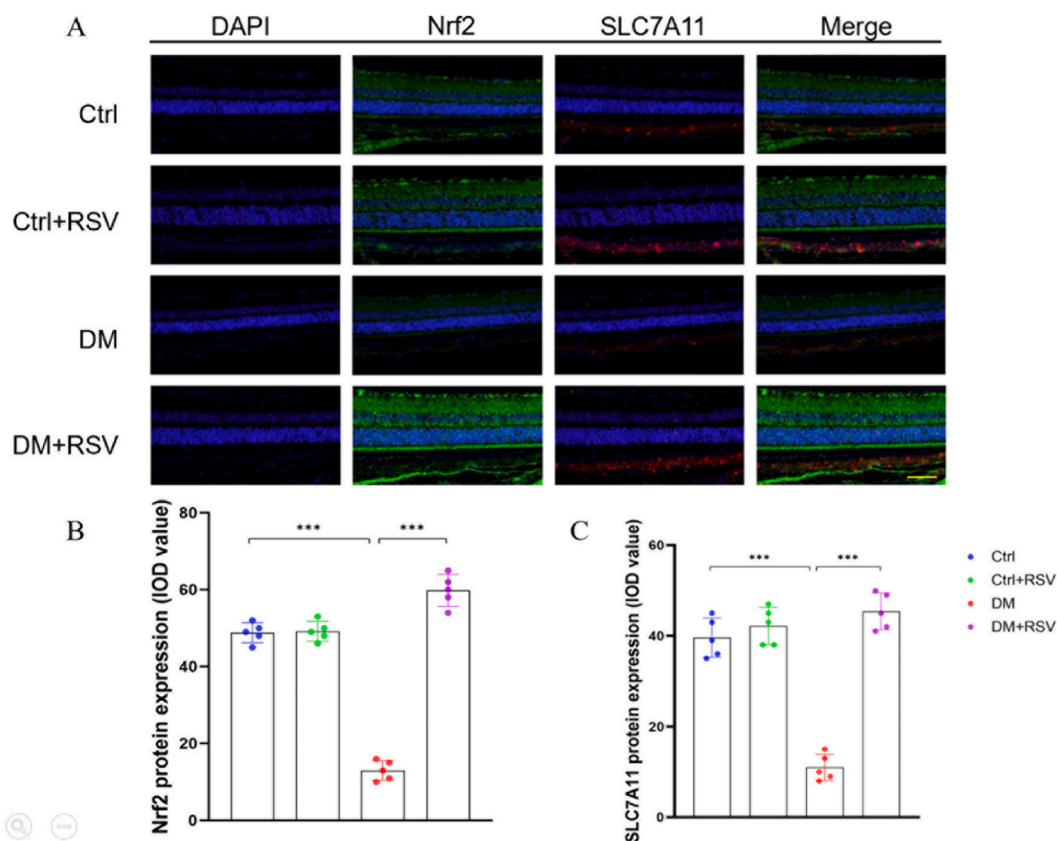 A
DAPI Nrf2 SLC7A11 Merge
Ctrl
Ctrl+RSV
DM
DM+RSV
B
Nrf2 protein expression (IOD value)
80
60
40
20
0
*** ***
C
SLC7A11 protein expression (IOD value)
60
40
20
0
*** ***
Ctrl
Ctrl+RSV
DM
DM+RSV